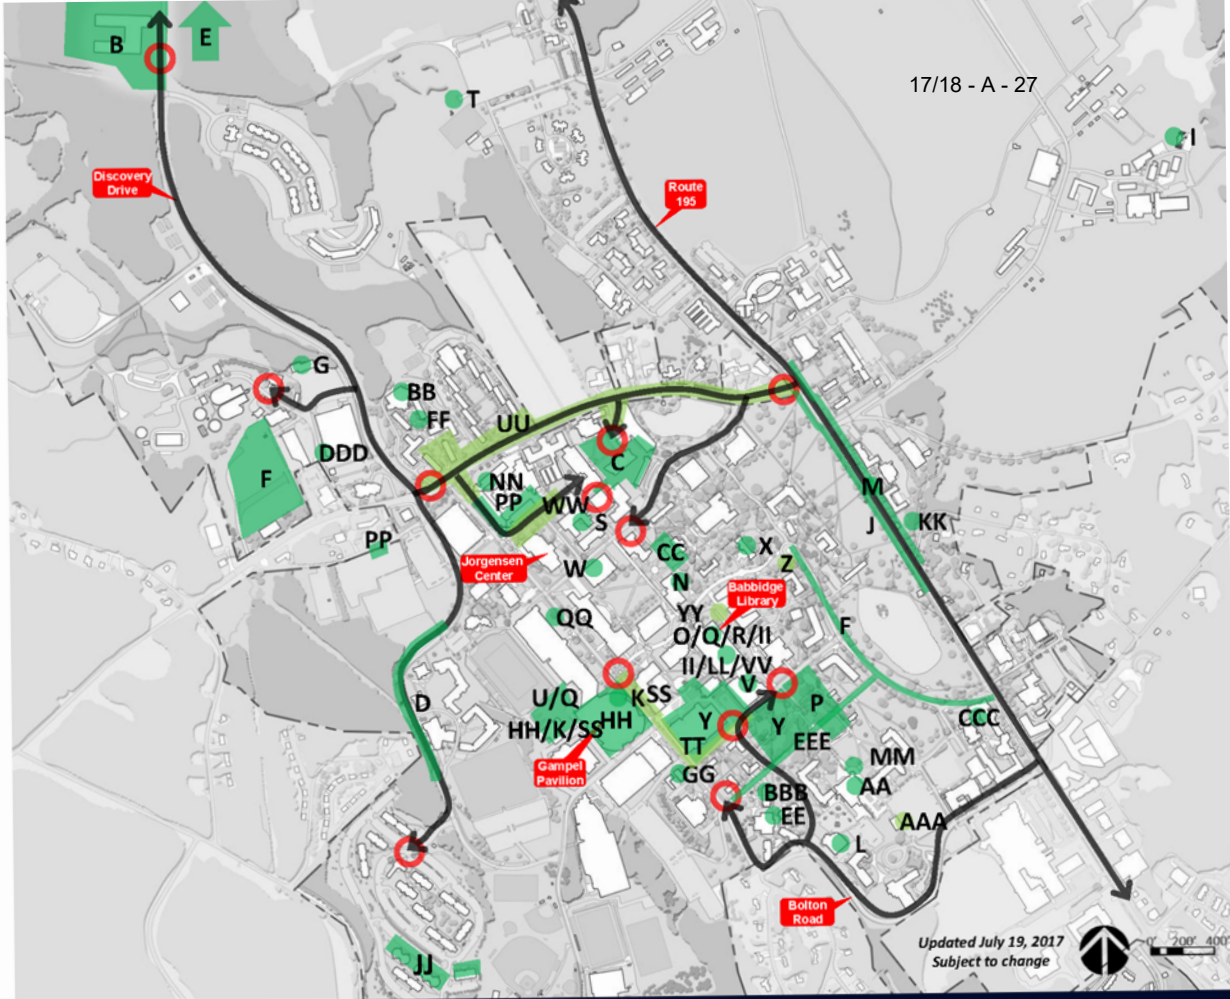 B
E
T
17/18 - A - 27
I
Discovery
Drive
Route
195
G
BB
FF
UU
DDD
F
C
NN
PP
WW
S
M
J
KK
PP
Jorgensen
Center
W
CC
X
Z
N
Babbidge
Library
YY
QQ
O/Q/R/II
F
II/LL/VV
V
U/Q
K
SS
P
D
HH
HH/K/SS
Y
Y
CCC
TT
EEE
Gampel
Pavilion
GG
MM
AA
BBB
EE
AAA
L
Bolton
Road
JJ
Updated July 19, 2017
Subject to change
0' 200' 400'